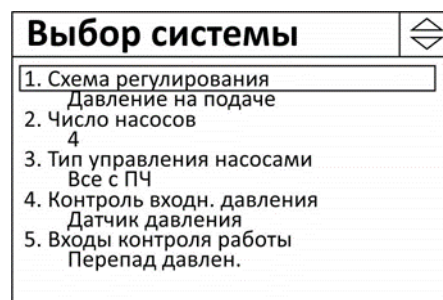 Выбор системы
1. Схема регулирования
Давление на подаче
2. Число насосов
4
3. Тип управления насосами
Все с ПЧ
4. Контроль входн. давления
Датчик давления
5. Входы контроля работы
Перепад давлен.